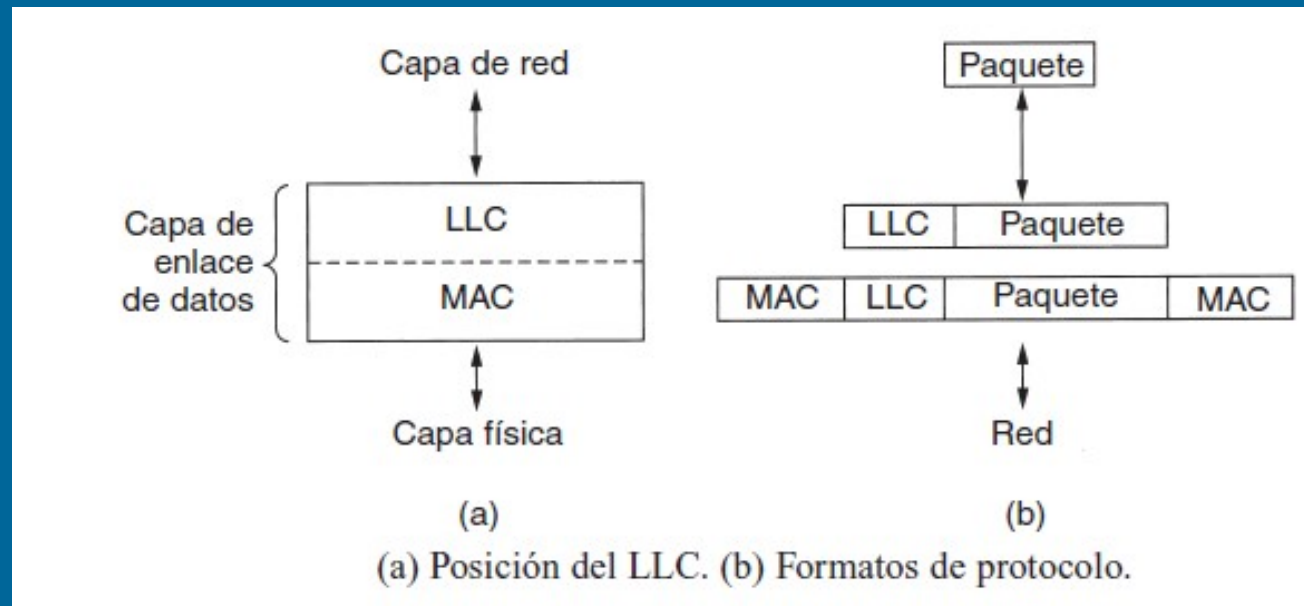 Capa de red
Capa de
enlace
de datos
LLC
MAC
Capa física
(a)
Paquete
LLC Paquete
MAC LLC Paquete MAC
Red
(b)
(a) Posición del LLC. (b) Formatos de protocolo.